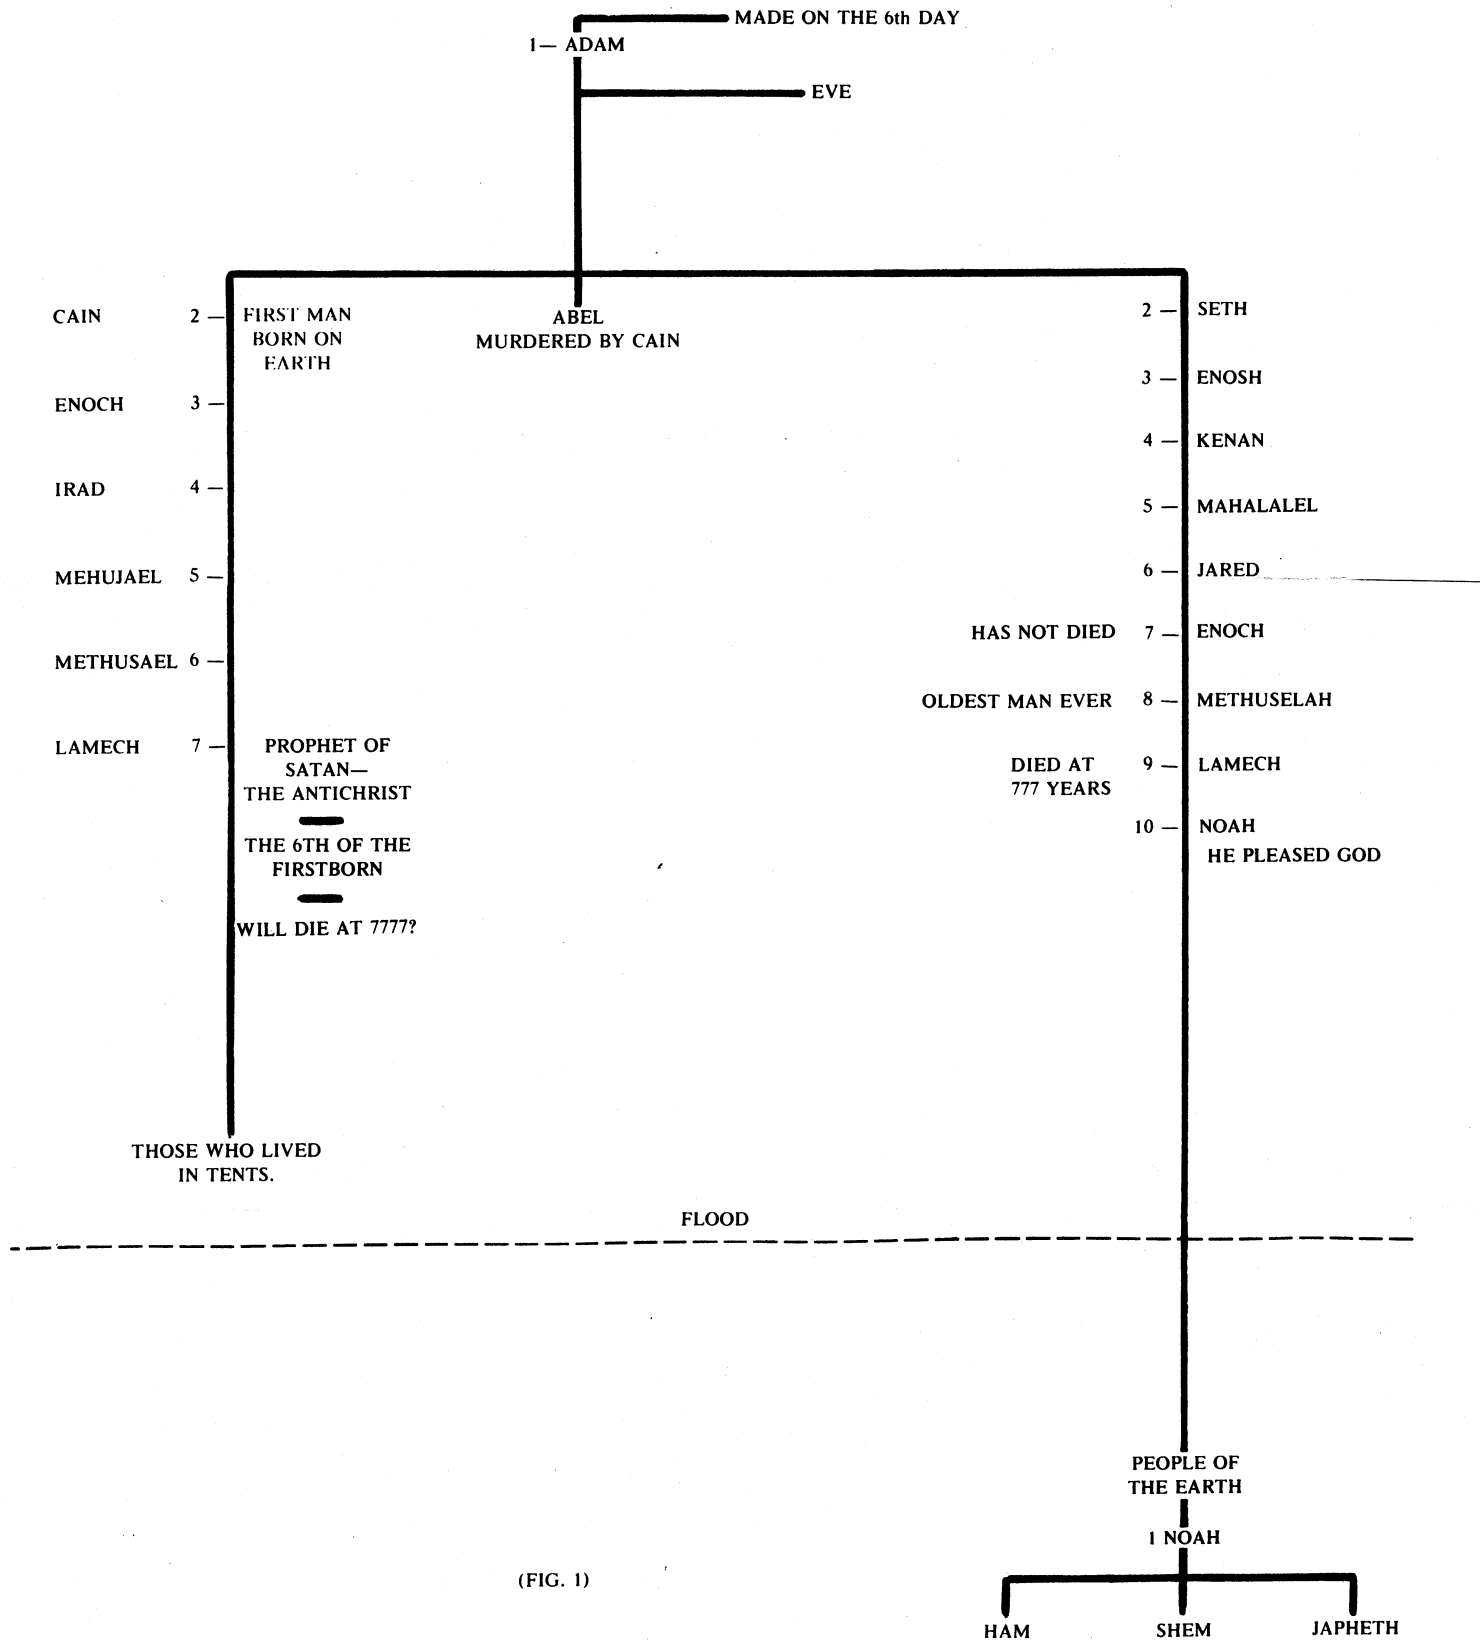 MADE ON THE 6th DAY
1— ADAM
EVE
CAIN 2 — FIRST MAN
BORN ON
EARTH
ENOCH 3 —
IRAD 4 —
MEHUJAEL 5 —
METHUSAEL 6 —
LAMECH 7 — PROPHET OF
SATAN—
THE ANTICHRIST
THE 6TH OF THE
FIRSTBORN
WILL DIE AT 7777?
THOSE WHO LIVED
IN TENTS.
ABEL
MURDERED BY CAIN
2 — SETH
3 — ENOSH
4 — KENAN
5 — MAHALALEL
6 — JARED
HAS NOT DIED 7 — ENOCH
OLDEST MAN EVER 8 — METHUSELAH
DIED AT 9 — LAMECH
777 YEARS
10 — NOAH
HE PLEASED GOD
FLOOD
PEOPLE OF
THE EARTH
1 NOAH
HAM SHEM JAPHETH
(FIG. 1)